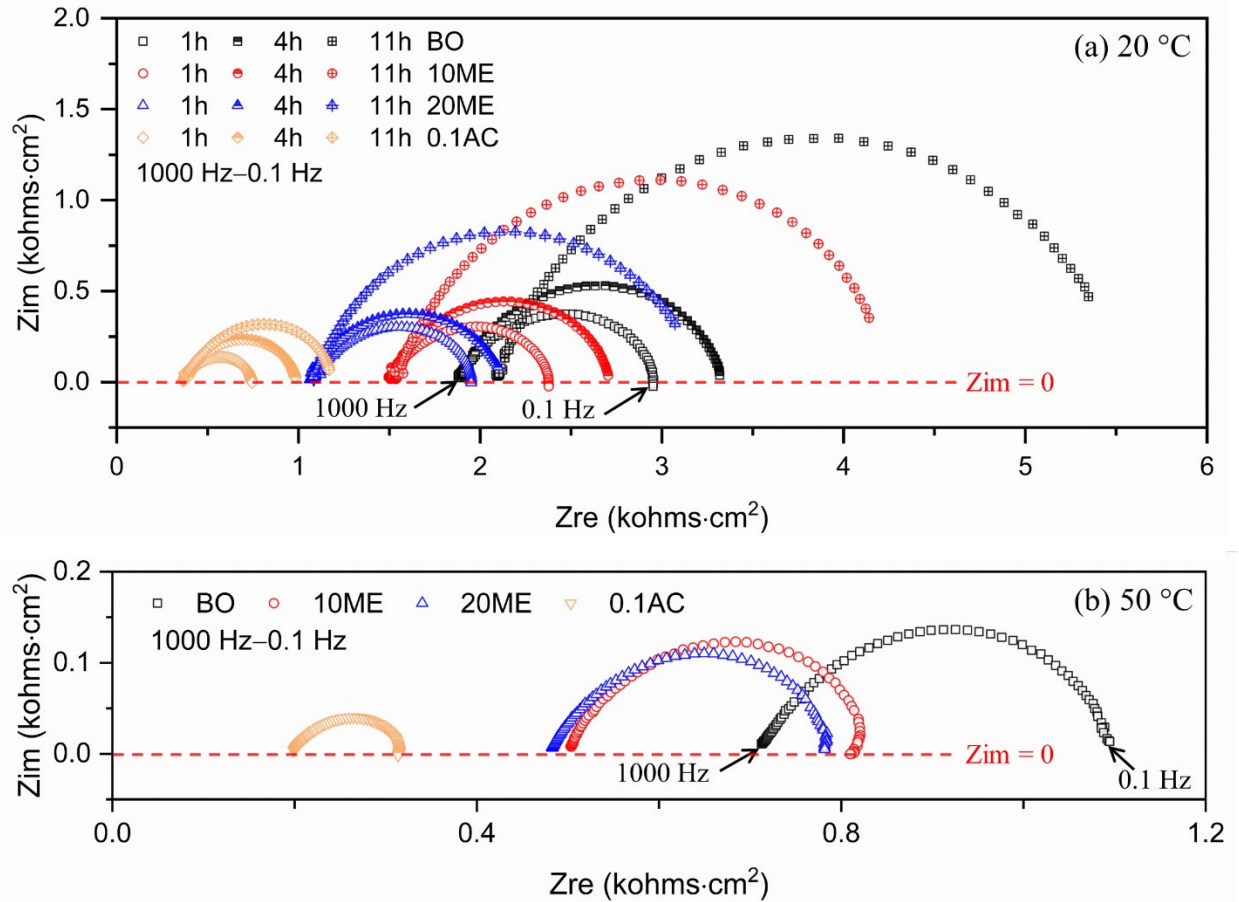 2.0
1.5
1.0
0.5
0.0
Zim (kohms·cm²)
1h 4h 11h BO
1h 4h 11h 10ME
1h 4h 11h 20ME
1h 4h 11h 0.1AC
1000 Hz–0.1 Hz
(a) 20 °C
1000 Hz
0.1 Hz
Zim = 0
0 1 2 3 4 5 6
Zre (kohms·cm²)
0.2
0.1
0.0
Zim (kohms·cm²)
BO 10ME 20ME 0.1AC
1000 Hz–0.1 Hz
(b) 50 °C
1000 Hz
Zim = 0
0.1 Hz
0.0 0.4 0.8 1.2
Zre (kohms·cm²)